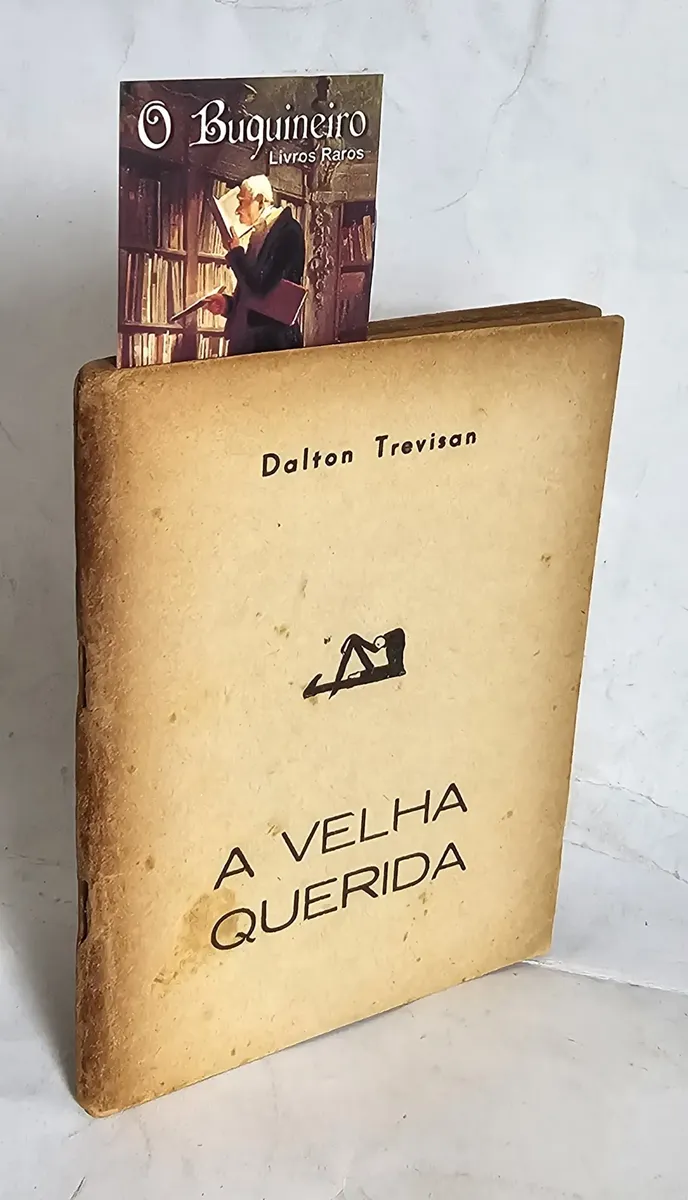 O Buquineiro
Livros Raros
Dalton Trevisan
A VELHA
QUERIDA